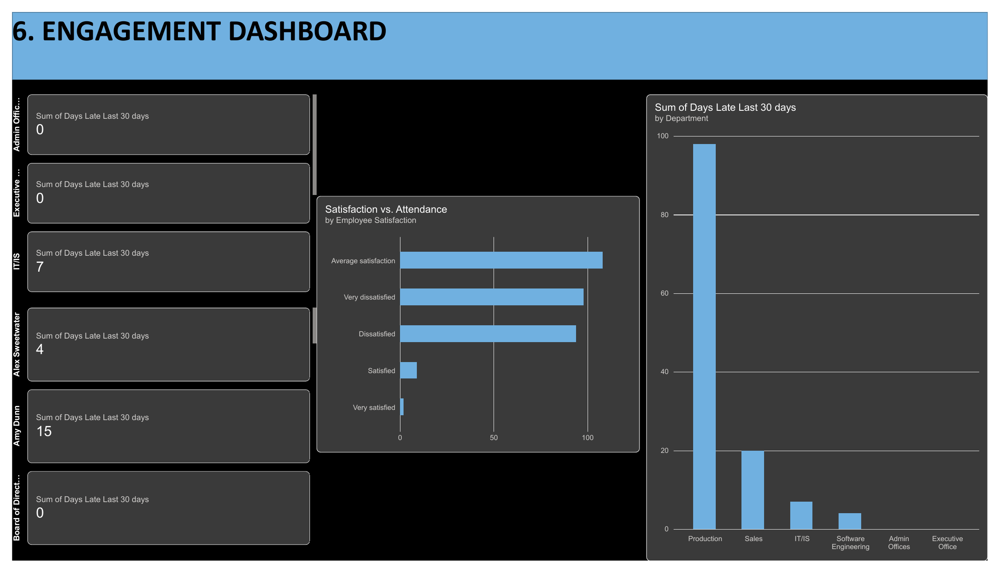 6. ENGAGEMENT DASHBOARD
Admin Offic...
Sum of Days Late Last 30 days
0
Executive ...
Sum of Days Late Last 30 days
0
IT/IS
Sum of Days Late Last 30 days
7
Alex Sweetwater
Sum of Days Late Last 30 days
4
Amy Dunn
Sum of Days Late Last 30 days
15
Board of Direct...
Sum of Days Late Last 30 days
0
Satisfaction vs. Attendance
by Employee Satisfaction
Average satisfaction
Very dissatisfied
Dissatisfied
Satisfied
Very satisfied
0 50 100
Sum of Days Late Last 30 days
by Department
100
80
60
40
20
0
Production Sales IT/IS Software Admin Executive
Engineering Offices Office